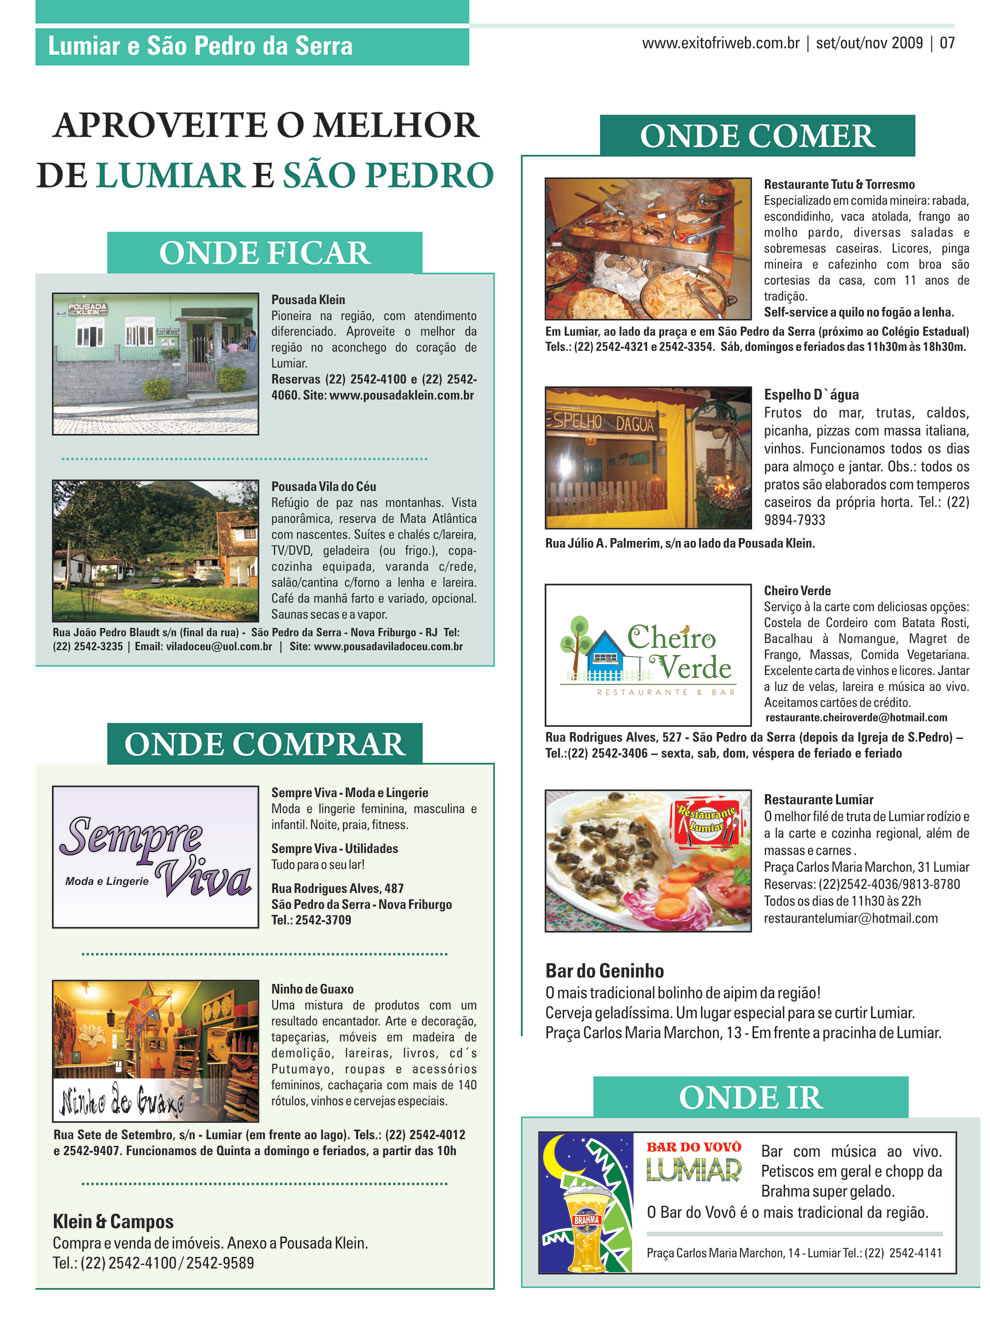 Lumiar e São Pedro da Serra
www.exitofriweb.com.br | set/out/nov 2009 | 07
APROVEITE O MELHOR
DE LUMIAR E SÃO PEDRO
ONDE FICAR
POUSADA
KLEIN
Pousada Klein
Pioneira na região, com atendimento
diferenciado. Aproveite o melhor da
região no aconchego do coração de
Lumiar.
Reservas (22) 2542-4100 e (22) 2542-
4060. Site: www.pousadaklein.com.br
Pousada Vila do Céu
Refúgio de paz nas montanhas. Vista
panorâmica, reserva de Mata Atlântica
com nascentes. Suítes e chalés c/lareira,
TV/DVD, geladeira (ou frigo.), copa-
cozinha equipada, varanda c/rede,
salão/cantina c/forno a lenha e lareira.
Café da manhã farto e variado, opcional.
Saunas secas e a vapor.
Rua João Pedro Blaudt s/n (final da rua) - São Pedro da Serra - Nova Friburgo - RJ Tel:
(22) 2542-3235 | Email: viladoceu@uol.com.br | Site: www.pousadaviladoceu.com.br
ONDE COMPRAR
Sempre
Viva
Moda e Lingerie
Sempre Viva - Moda e Lingerie
Moda e lingerie feminina, masculina e
infantil. Noite, praia, fitness.
Sempre Viva - Utilidades
Tudo para o seu lar!
Rua Rodrigues Alves, 487
São Pedro da Serra - Nova Friburgo
Tel.: 2542-3709
Ninho de Guaxo
Ninho de Guaxo
Uma mistura de produtos com um
resultado encantador. Arte e decoração,
tapeçarias, móveis em madeira de
demolição, lareiras, livros, cd´s
Putumayo, roupas e acessórios
femininos, cachaçaria com mais de 140
rótulos, vinhos e cervejas especiais.
Rua Sete de Setembro, s/n - Lumiar (em frente ao lago). Tels.: (22) 2542-4012
e 2542-9407. Funcionamos de Quinta a domingo e feriados, a partir das 10h
Klein & Campos
Compra e venda de imóveis. Anexo a Pousada Klein.
Tel.: (22) 2542-4100 / 2542-9589
ONDE COMER
Restaurante Tutu & Torresmo
Especializado em comida mineira: rabada,
escondidinho, vaca atolada, frango ao
molho pardo, diversas saladas e
sobremesas caseiras. Licores, pinga
mineira e cafezinho com broa são
cortesias da casa, com 11 anos de
tradição.
Self-service a quilo no fogão a lenha.
Em Lumiar, ao lado da praça e em São Pedro da Serra (próximo ao Colégio Estadual)
Tels.: (22) 2542-4321 e 2542-3354. Sáb, domingos e feriados das 11h30m às 18h30m.
ESPELHO DAGUA
Espelho D`água
Frutos do mar, trutas, caldos,
picanha, pizzas com massa italiana,
vinhos. Funcionamos todos os dias
para almoço e jantar. Obs.: todos os
pratos são elaborados com temperos
caseiros da própria horta. Tel.: (22)
9894-7933
Rua Júlio A. Palmerim, s/n ao lado da Pousada Klein.
Cheiro
Verde
RESTAURANTE & BAR
Cheiro Verde
Serviço à la carte com deliciosas opções:
Costela de Cordeiro com Batata Rosti,
Bacalhau à Nomangue, Magret de
Frango, Massas, Comida Vegetariana.
Excelente carta de vinhos e licores. Jantar
a luz de velas, lareira e música ao vivo.
Aceitamos cartões de crédito.
restaurante.cheiroverde@hotmail.com
Rua Rodrigues Alves, 527 - São Pedro da Serra (depois da Igreja de S.Pedro) –
Tel.:(22) 2542-3406 – sexta, sab, dom, véspera de feriado e feriado
Restaurante
Lumiar
Restaurante Lumiar
O melhor filé de truta de Lumiar rodízio e
a la carte e cozinha regional, além de
massas e carnes .
Praça Carlos Maria Marchon, 31 Lumiar
Reservas: (22)2542-4036/9813-8780
Todos os dias de 11h30 às 22h
restaurantelumiar@hotmail.com
Bar do Geninho
O mais tradicional bolinho de aipim da região!
Cerveja geladíssima. Um lugar especial para se curtir Lumiar.
Praça Carlos Maria Marchon, 13 - Em frente a pracinha de Lumiar.
ONDE IR
BRAHMA
BAR DO VOVÔ
LUMIAR
Bar com música ao vivo.
Petiscos em geral e chopp da
Brahma super gelado.
O Bar do Vovô é o mais tradicional da região.
Praça Carlos Maria Marchon, 14 - Lumiar Tel.: (22) 2542-4141